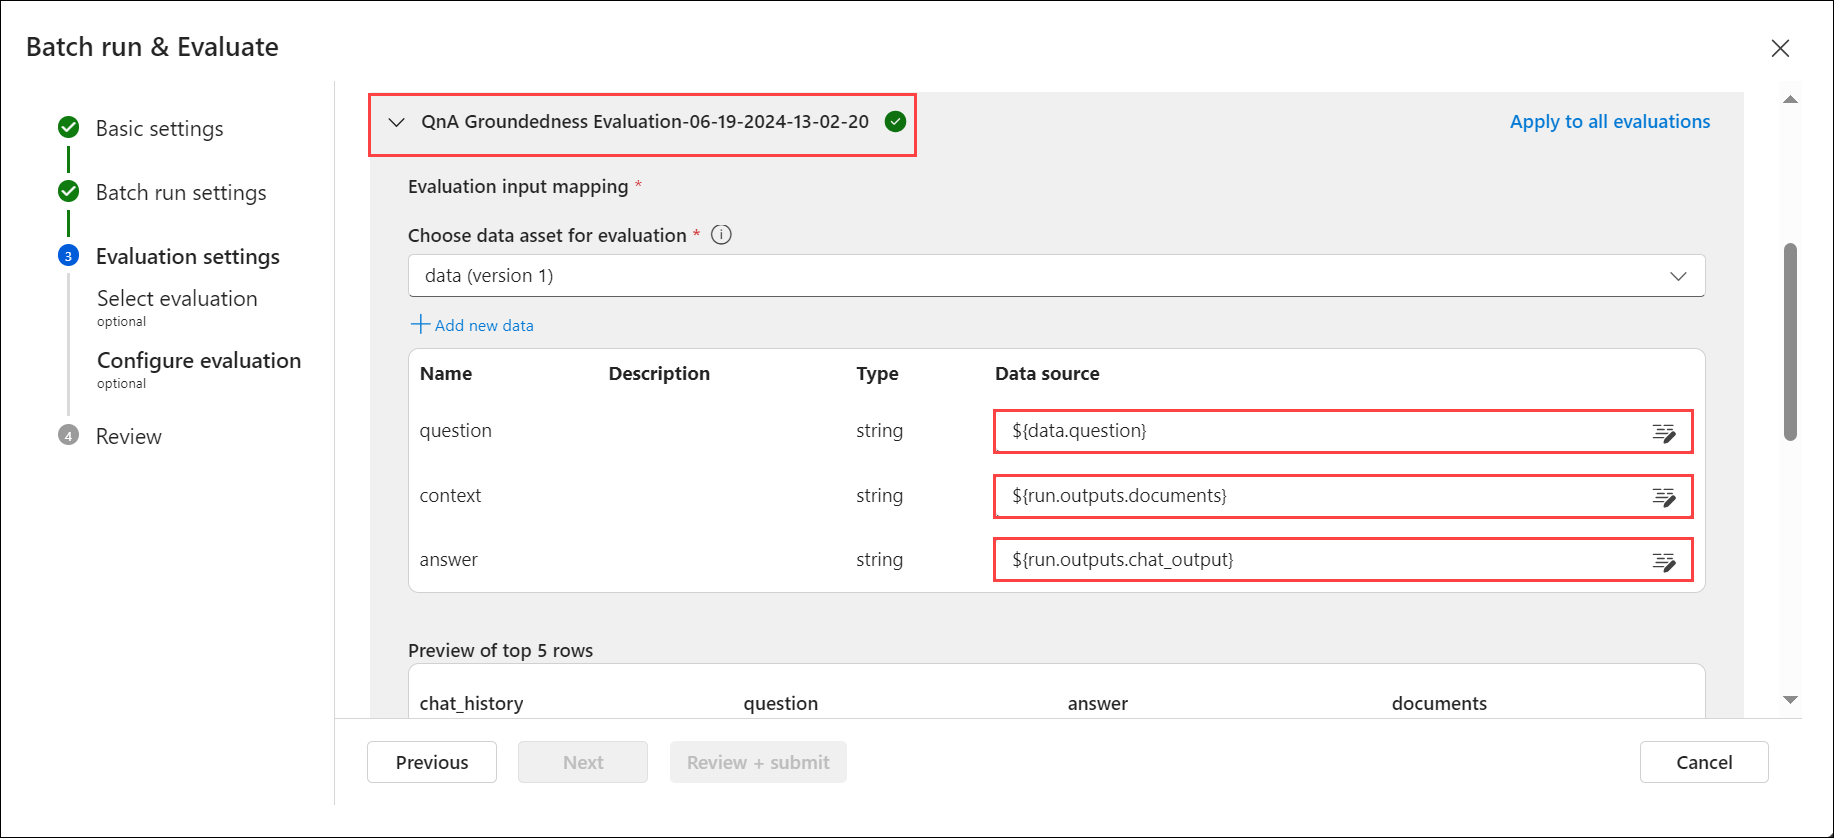 Batch run & Evaluate
Basic settings
Batch run settings
3
Evaluation settings
Select evaluation
optional
Configure evaluation
optional
4
Review
QnA Groundedness Evaluation-06-19-2024-13-02-20
Apply to all evaluations
Evaluation input mapping *
Choose data asset for evaluation *
data (version 1)
Add new data
Name Description Type Data source
question string ${data.question}
context string ${run.outputs.documents}
answer string ${run.outputs.chat_output}
Preview of top 5 rows
chat_history question answer documents
Previous Next Review + submit Cancel